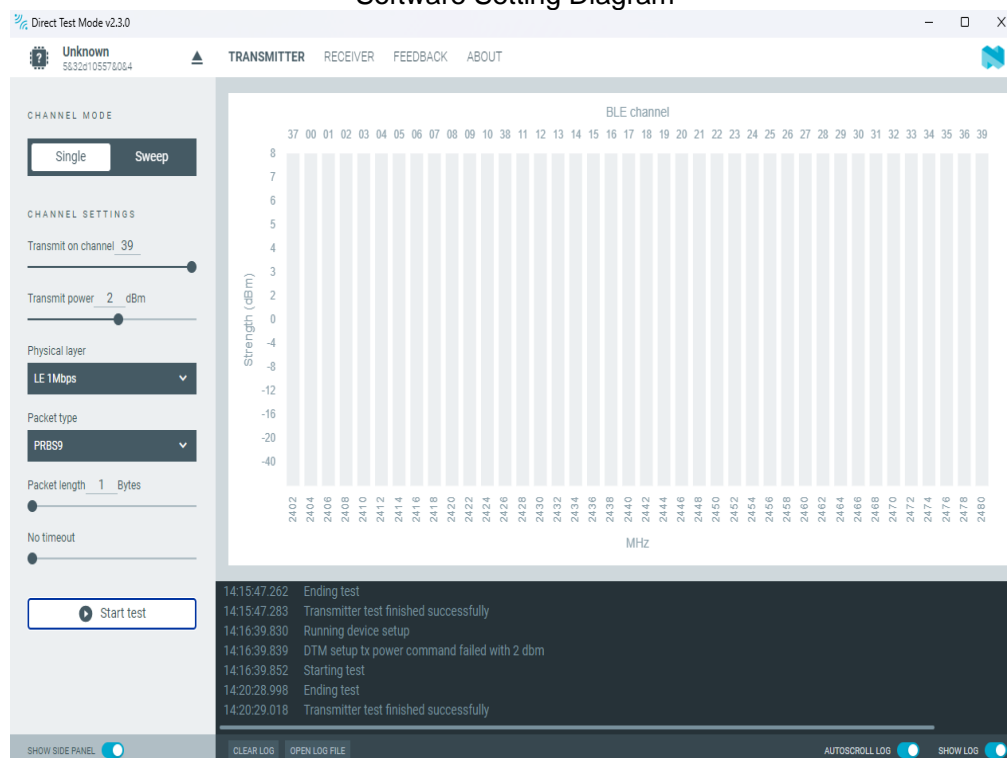 Software Setting Diagram
Direct Test Mode v2.3.0
Unknown
5&32d10557&0&4
TRANSMITTER RECEIVER FEEDBACK ABOUT
CHANNEL MODE
Single Sweep
CHANNEL SETTINGS
Transmit on channel 39
Transmit power 2 dBm
Physical layer
LE 1Mbps
Packet type
PRBS9
Packet length 1 Bytes
No timeout
Start test
SHOW SIDE PANEL
BLE channel
37 00 01 02 03 04 05 06 07 08 09 10 38 11 12 13 14 15 16 17 18 19 20 21 22 23 24 25 26 27 28 29 30 31 32 33 34 35 36 39
Strength (dBm)
8
7
6
5
4
3
2
0
-4
-8
-12
-16
-20
-40
2402 2404 2406 2408 2410 2412 2414 2416 2418 2420 2422 2424 2426 2428 2430 2432 2434 2436 2438 2440 2442 2444 2446 2448 2450 2452 2454 2456 2458 2460 2462 2464 2466 2468 2470 2472 2474 2476 2478 2480
MHz
14:15:47.262 Ending test
14:15:47.283 Transmitter test finished successfully
14:16:39.830 Running device setup
14:16:39.839 DTM setup tx power command failed with 2 dbm
14:16:39.852 Starting test
14:20:28.998 Ending test
14:20:29.018 Transmitter test finished successfully
CLEAR LOG OPEN LOG FILE AUTOSCROLL LOG SHOW LOG